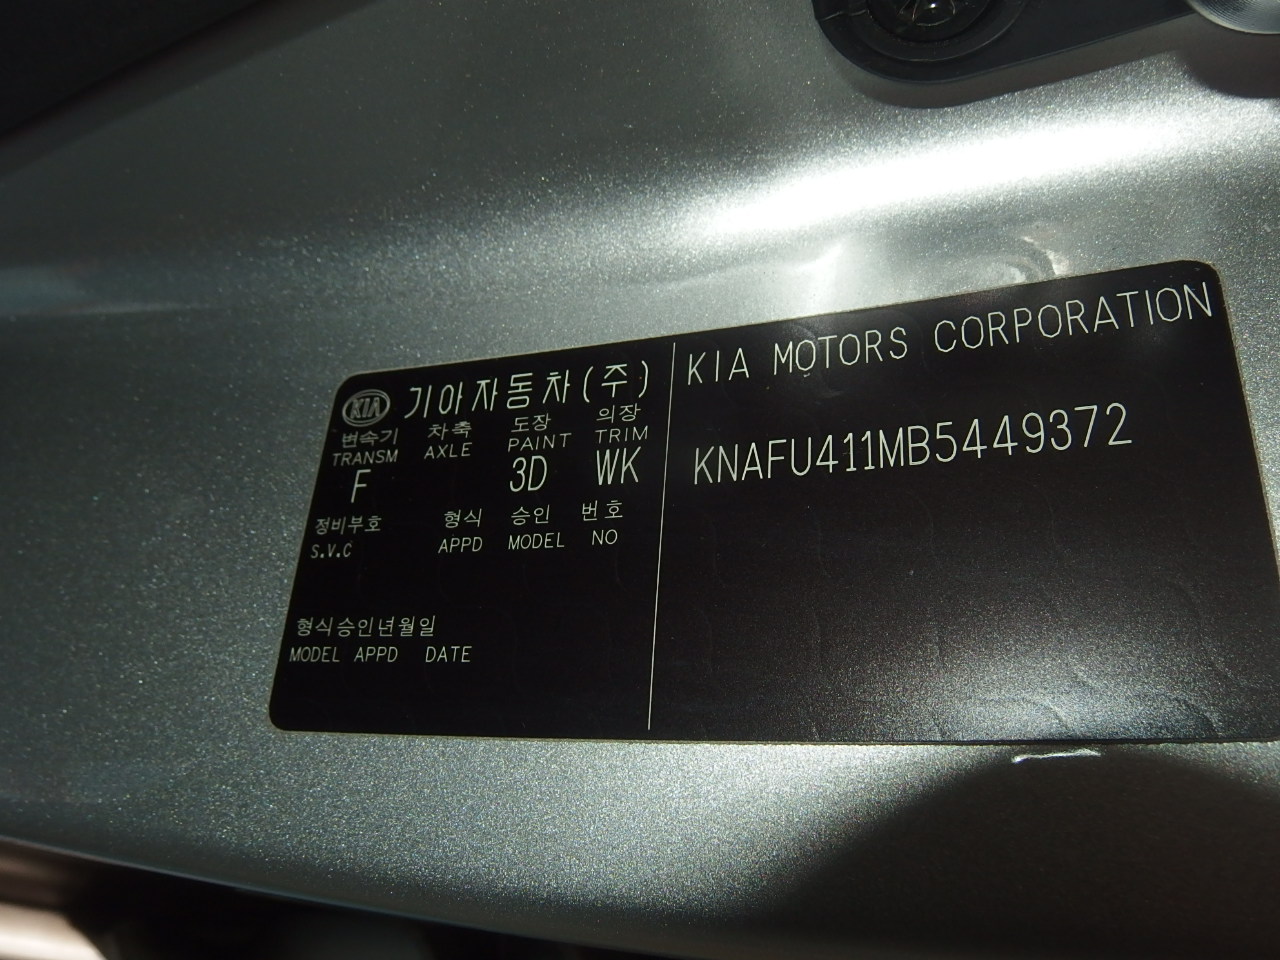 KIA 기아자동차(주)
변속기 차축 도장 의장
TRANSM AXLE PAINT TRIM
F 3D WK
정비부호 형식 승인 번호
S.V.C APPD MODEL NO
형식승인년월일
MODEL APPD DATE
KIA MOTORS CORPORATION
KNAFU411MB5449372